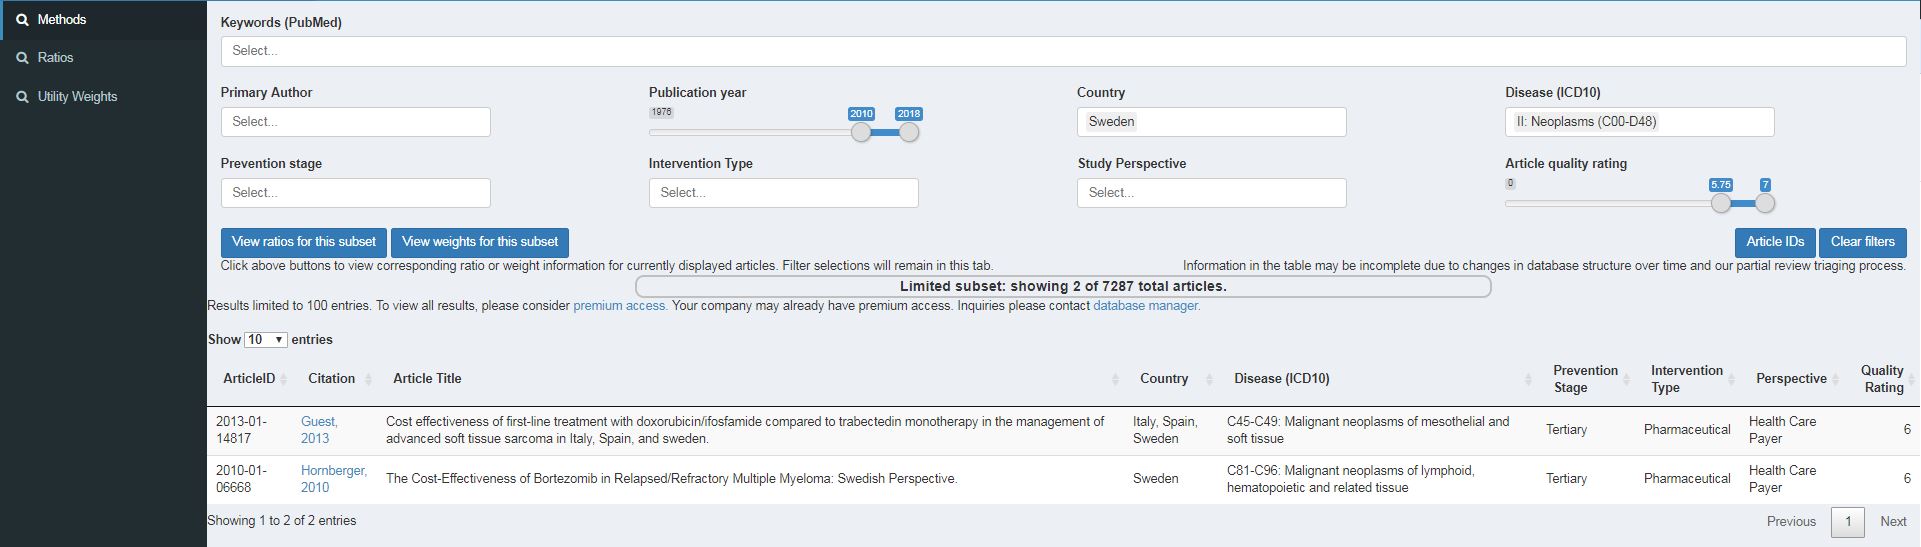 Methods
Ratios
Utility Weights
Keywords (PubMed)
Select...
Primary Author
Publication year
Country
Disease (ICD10)
Select...
1976
2010
2018
Sweden
II: Neoplasms (C00-D48)
Prevention stage
Intervention Type
Study Perspective
Article quality rating
Select...
Select...
Select...
0
5.75
7
View ratios for this subset
View weights for this subset
Article IDs
Clear filters
Click above buttons to view corresponding ratio or weight information for currently displayed articles. Filter selections will remain in this tab.
Information in the table may be incomplete due to changes in database structure over time and our partial review triaging process.
Limited subset: showing 2 of 7287 total articles.
Results limited to 100 entries. To view all results, please consider premium access. Your company may already have premium access. Inquiries please contact database manager.
Show 10 entries
ArticleID
Citation
Article Title
Country
Disease (ICD10)
Prevention
Stage
Intervention
Type
Perspective
Quality
Rating
2013-01-
14817
Guest,
2013
Cost effectiveness of first-line treatment with doxorubicin/ifosfamide compared to trabectedin monotherapy in the management of
advanced soft tissue sarcoma in Italy, Spain, and sweden.
Italy, Spain,
Sweden
C45-C49: Malignant neoplasms of mesothelial and
soft tissue
Tertiary
Pharmaceutical
Health Care
Payer
6
2010-01-
06668
Hornberger,
2010
The Cost-Effectiveness of Bortezomib in Relapsed/Refractory Multiple Myeloma: Swedish Perspective.
Sweden
C81-C96: Malignant neoplasms of lymphoid,
hematopoietic and related tissue
Tertiary
Pharmaceutical
Health Care
Payer
6
Showing 1 to 2 of 2 entries
Previous
1
Next